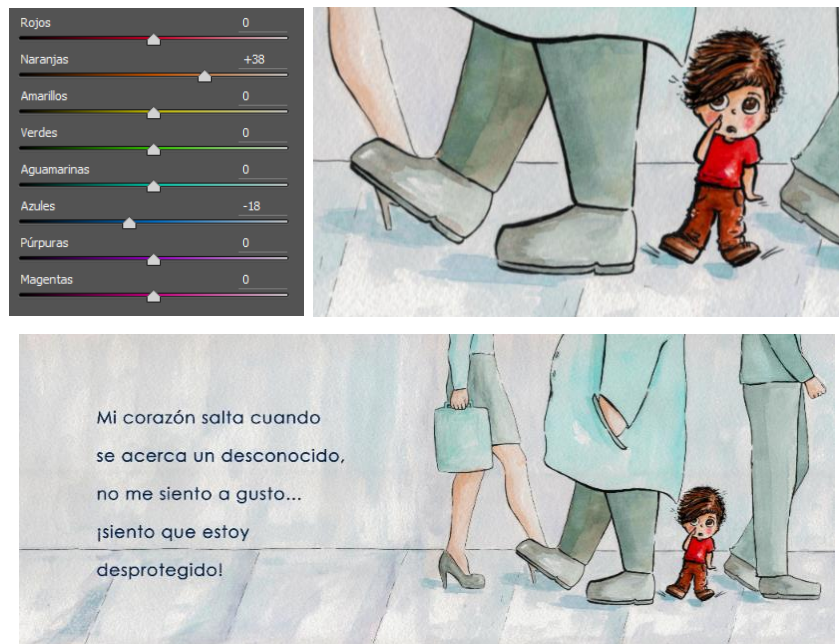 Rojos 0
Naranjas +38
Amarillos 0
Verdes 0
Aguamarinas 0
Azules -18
Púrpuras 0
Magentas 0
Mi corazón salta cuando
se acerca un desconocido,
no me siento a gusto...
¡siento que estoy
desprotegido!